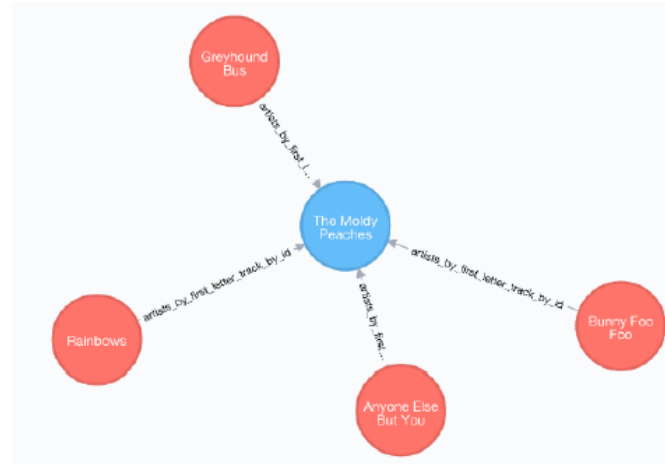 Greyhound
Bus
artists_by_first_l...
The Moldy
Peaches
artists_by_first_letter_track_by_id
artists_by_first_letter_track_by_id
Rainbows
artists_by_first...
Bunny Foo
Foo
Anyone Else
But You